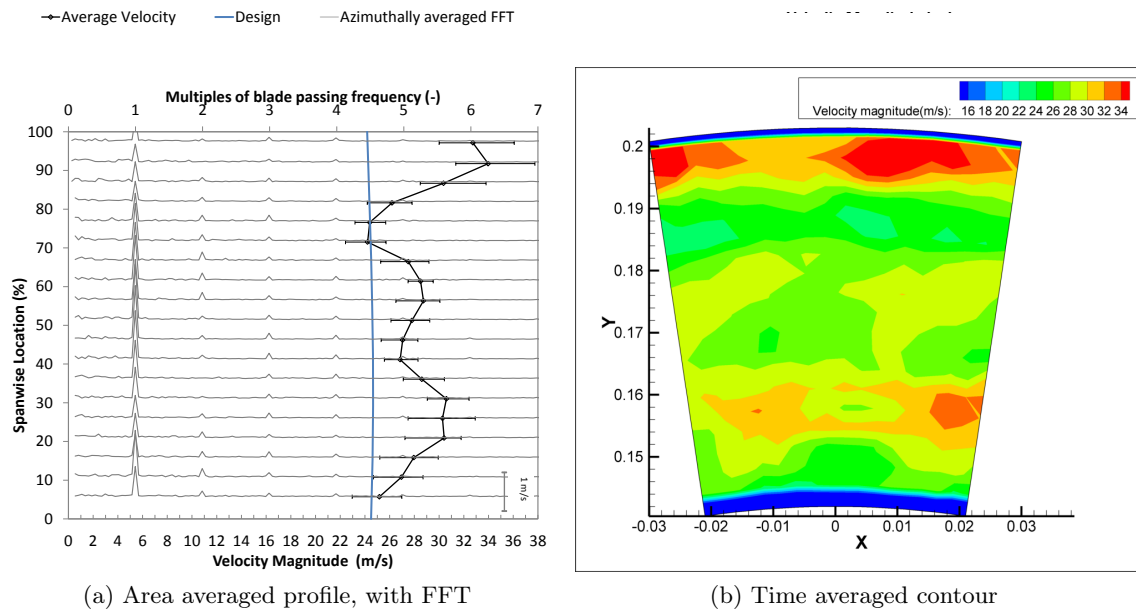 Average Velocity Design Azimuthally averaged FFT
Multiples of blade passing frequency (-)
0 1 2 3 4 5 6 7
100
90
80
70
60
50
40
30
20
10
0
Spanwise Location (%)
1 m/s
0 2 4 6 8 10 12 14 16 18 20 22 24 26 28 30 32 34 36 38
Velocity Magnitude (m/s)
(a) Area averaged profile, with FFT
Velocity magnitude(m/s): 16 18 20 22 24 26 28 30 32 34
0.2
0.19
0.18
0.17
0.16
0.15
Y
-0.03 -0.02 -0.01 0 0.01 0.02 0.03
X
(b) Time averaged contour